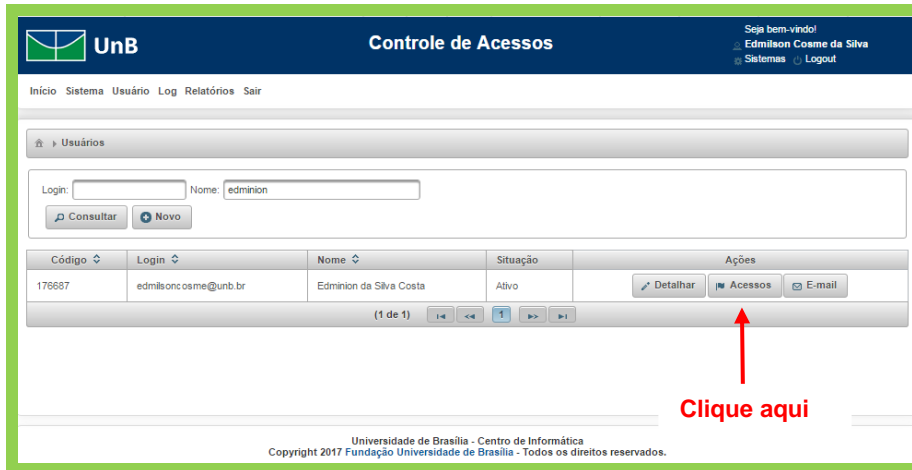 UnB
Controle de Acessos
Seja bem-vindo!
Edmilson Cosme da Silva
Sistemas Logout
Início Sistema Usuário Log Relatórios Sair
Usuários
Login: Nome: edminion
Consultar Novo
Código Login Nome Situação Ações
176687 edmilsoncosme@unb.br Edminion da Silva Costa Ativo Detalhar Acessos E-mail
(1 de 1) 1
Clique aqui
Universidade de Brasília - Centro de Informática
Copyright 2017 Fundação Universidade de Brasília - Todos os direitos reservados.